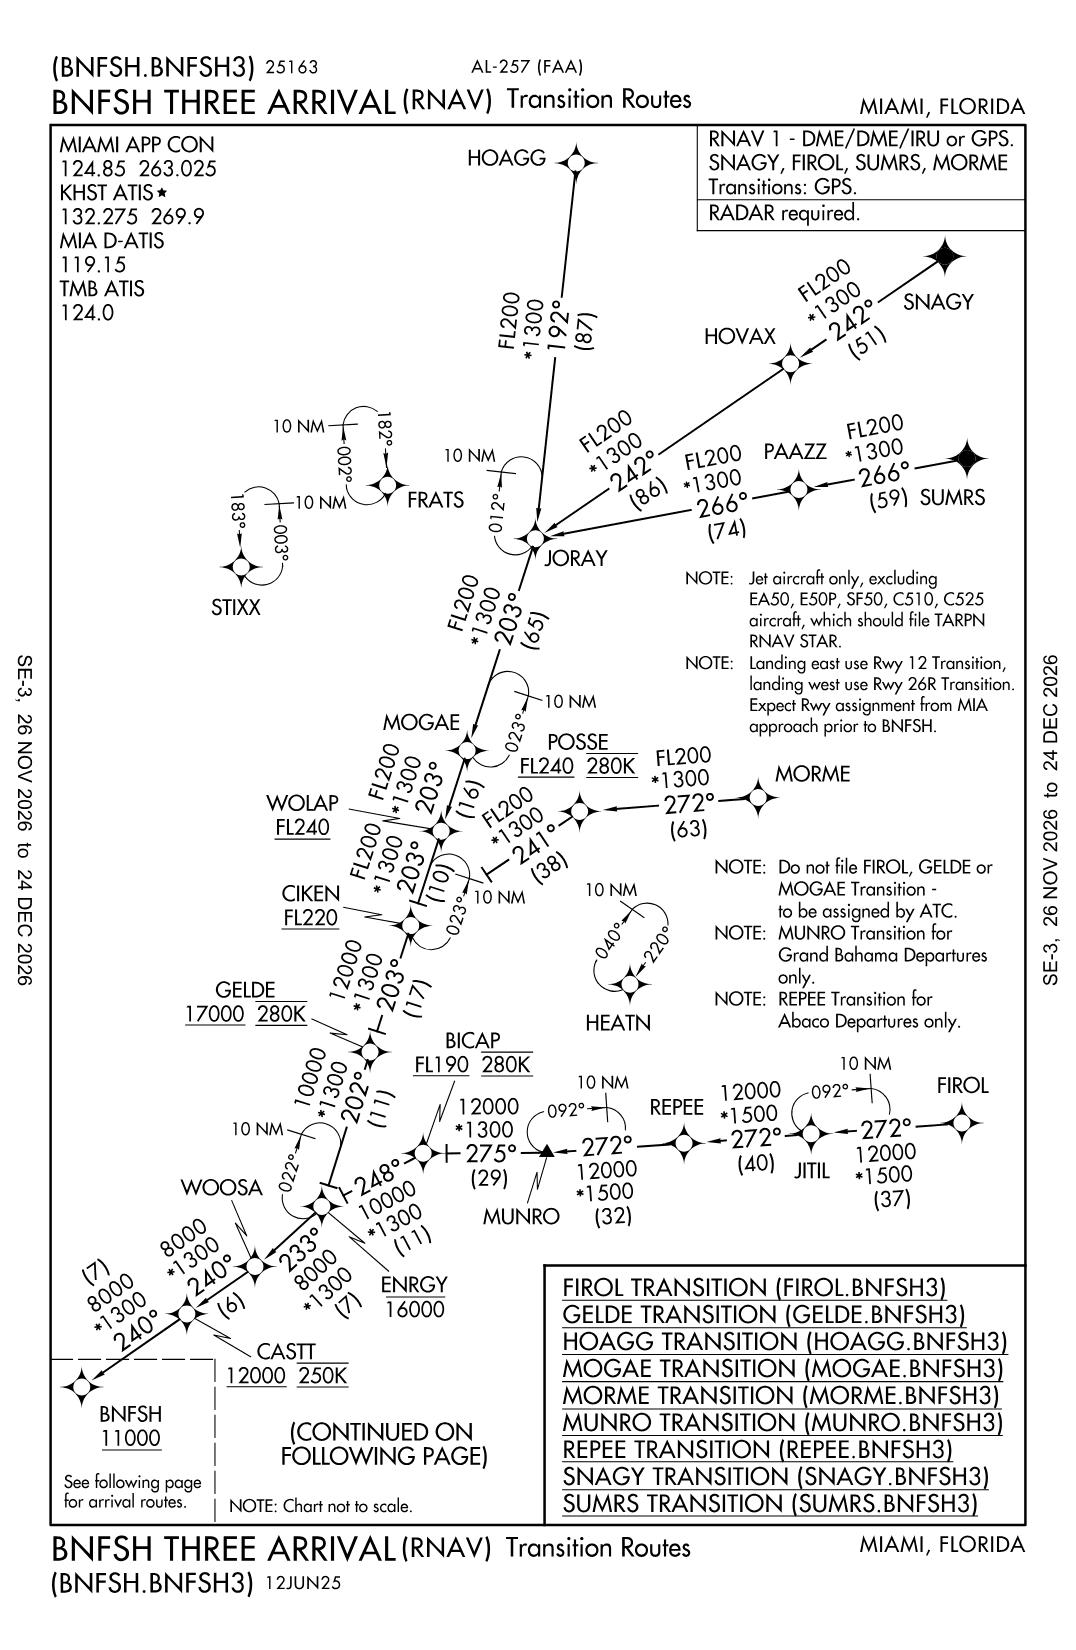 (BNFSH.BNFSH3) 25163
AL-257 (FAA)
BNFSH THREE ARRIVAL (RNAV) Transition Routes
MIAMI, FLORIDA
MIAMI APP CON
124.85 263.025
KHST ATIS★
132.275 269.9
MIA D-ATIS
119.15
TMB ATIS
124.0
RNAV 1 - DME/DME/IRU or GPS.
SNAGY, FIROL, SUMRS, MORME
Transitions: GPS.
RADAR required.
HOAGG
FL200
*1300
192°
(87)
SNAGY
FL200
*1300
242°
(51)
HOVAX
FL200
*1300
242°
(86)
PAAZZ
FL200
*1300
266°
(59)
SUMRS
FL200
*1300
266°
(74)
10 NM
182°
002°
FRATS
10 NM
183°
003°
STIXX
10 NM
012°
JORAY
FL200
*1300
203°
(65)
NOTE: Jet aircraft only, excluding
EA50, E50P, SF50, C510, C525
aircraft, which should file TARPN
RNAV STAR.
NOTE: Landing east use Rwy 12 Transition,
landing west use Rwy 26R Transition.
Expect Rwy assignment from MIA
approach prior to BNFSH.
10 NM
023°
MOGAE
FL200
*1300
203°
(16)
POSSE
FL240 280K
FL200
*1300
272°
(63)
MORME
FL200
*1300
241°
(38)
WOLAP
FL240
FL200
*1300
203°
(10)
10 NM
023°
CIKEN
FL220
12000
*1300
203°
(17)
10 NM
040°
220°
HEATN
NOTE: Do not file FIROL, GELDE or
MOGAE Transition -
to be assigned by ATC.
NOTE: MUNRO Transition for
Grand Bahama Departures
only.
NOTE: REPEE Transition for
Abaco Departures only.
GELDE
17000 280K
10000
*1300
202°
(11)
BICAP
FL190 280K
12000
*1300
275°
(29)
10 NM
092°
MUNRO
272°
12000
*1500
(32)
REPEE
12000
*1500
272°
(40)
10 NM
092°
JITIL
272°
12000
*1500
(37)
FIROL
10 NM
022°
248°
10000
*1300
(11)
ENRGY
16000
WOOSA
233°
8000
*1300
(7)
8000
*1300
240°
(6)
CASTT
12000 250K
(7)
8000
*1300
240°
BNFSH
11000
See following page
for arrival routes.
(CONTINUED ON
FOLLOWING PAGE)
NOTE: Chart not to scale.
FIROL TRANSITION (FIROL.BNFSH3)
GELDE TRANSITION (GELDE.BNFSH3)
HOAGG TRANSITION (HOAGG.BNFSH3)
MOGAE TRANSITION (MOGAE.BNFSH3)
MORME TRANSITION (MORME.BNFSH3)
MUNRO TRANSITION (MUNRO.BNFSH3)
REPEE TRANSITION (REPEE.BNFSH3)
SNAGY TRANSITION (SNAGY.BNFSH3)
SUMRS TRANSITION (SUMRS.BNFSH3)
SE-3, 26 NOV 2026 to 24 DEC 2026
SE-3, 26 NOV 2026 to 24 DEC 2026
BNFSH THREE ARRIVAL (RNAV) Transition Routes
MIAMI, FLORIDA
(BNFSH.BNFSH3) 12JUN25